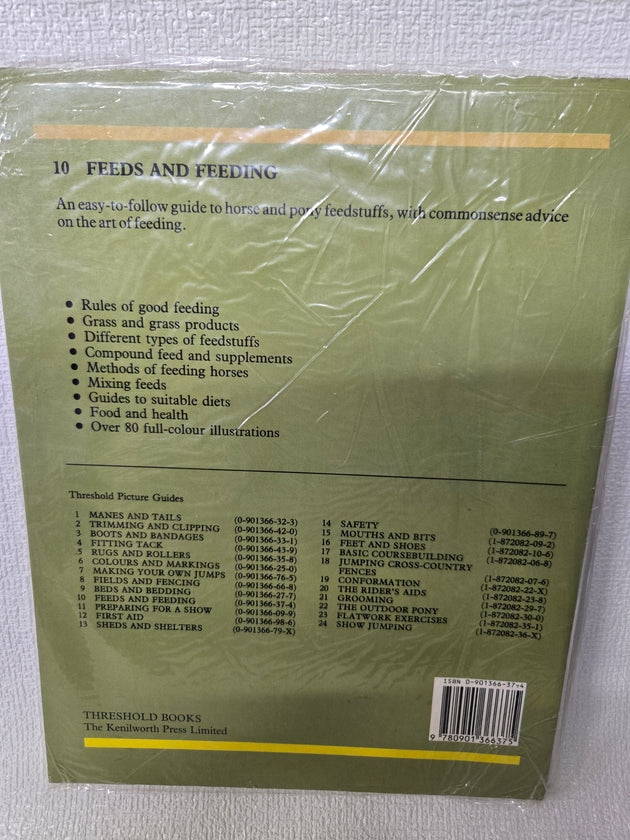 10 FEEDS AND FEEDING
An easy-to-follow guide to horse and pony feedstuffs, with commonsense advice
on the art of feeding.
• Rules of good feeding
• Grass and grass products
• Different types of feedstuffs
• Compound feed and supplements
• Methods of feeding horses
• Mixing feeds
• Guides to suitable diets
• Food and health
• Over 80 full-colour illustrations
Threshold Picture Guides
1 MANES AND TAILS (0-901366-32-3)
2 TRIMMING AND CLIPPING (0-901366-42-0)
3 BOOTS AND BANDAGES (0-901366-33-1)
4 FITTING TACK (0-901366-43-9)
5 RUGS AND ROLLERS (0-901366-35-8)
6 COLOURS AND MARKINGS (0-901366-25-0)
7 MAKING YOUR OWN JUMPS (0-901366-76-5)
8 FIELDS AND FENCING (0-901366-66-8)
9 BEDS AND BEDDING (0-901366-27-7)
10 FEEDS AND FEEDING (0-901366-37-4)
11 PREPARING FOR A SHOW (0-901366-09-9)
12 FIRST AID (0-901366-98-6)
13 SHEDS AND SHELTERS (0-901366-79-X)
14 SAFETY (0-901366-89-7)
15 MOUTHS AND BITS (1-872082-09-2)
16 FEET AND SHOES (1-872082-10-6)
17 BASIC COURSEBUILDING (1-872082-06-8)
18 JUMPING CROSS-COUNTRY
FENCES (1-872082-07-6)
19 CONFORMATION (1-872082-22-X)
20 THE RIDER'S AIDS (1-872082-23-8)
21 GROOMING (1-872082-29-7)
22 THE OUTDOOR PONY (1-872082-30-0)
23 FLATWORK EXERCISES (1-872082-35-1)
24 SHOW JUMPING (1-872082-36-X)
ISBN 0-901366-37-4
9 780901 366375
THRESHOLD BOOKS
The Kenilworth Press Limited